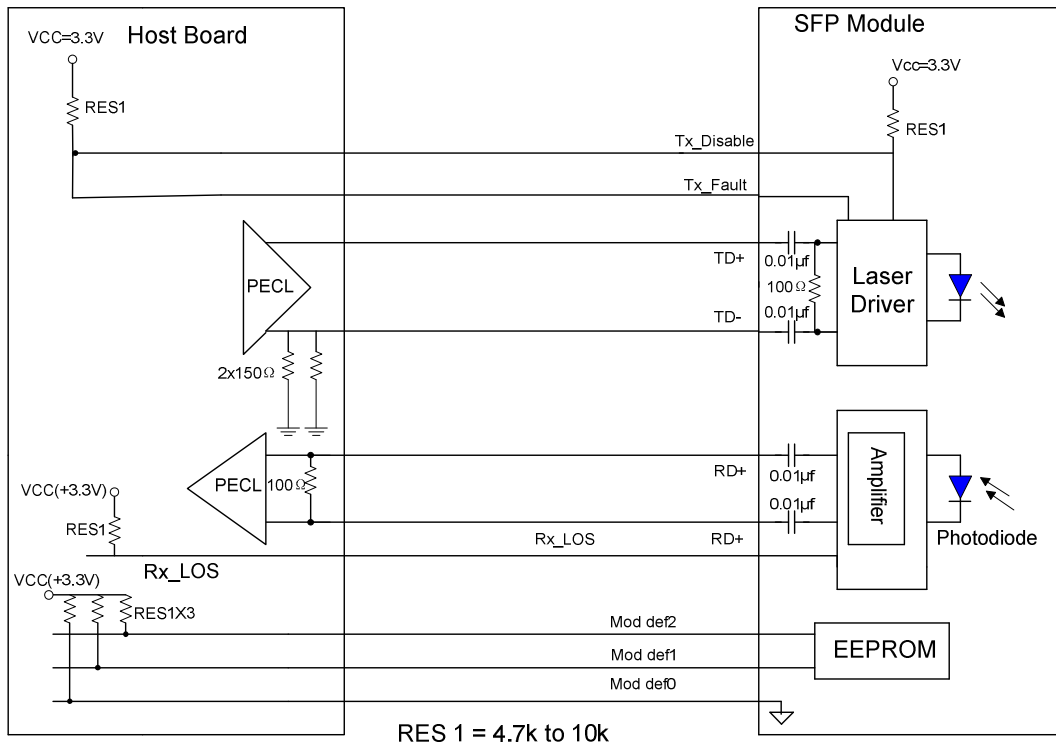 Host Board
SFP Module
VCC=3.3V
Vcc=3.3V
RES1
RES1
Tx_Disable
Tx_Fault
PECL
TD+
0.01µf
100Ω
Laser
Driver
TD-
0.01µf
2x150Ω
PECL
100Ω
RD+
0.01µf
0.01µf
Amplifier
VCC(+3.3V)
RES1
Rx_LOS
RD+
Photodiode
Rx_LOS
VCC(+3.3V)
RES1X3
Mod def2
EEPROM
Mod def1
Mod def0
RES 1 = 4.7k to 10k